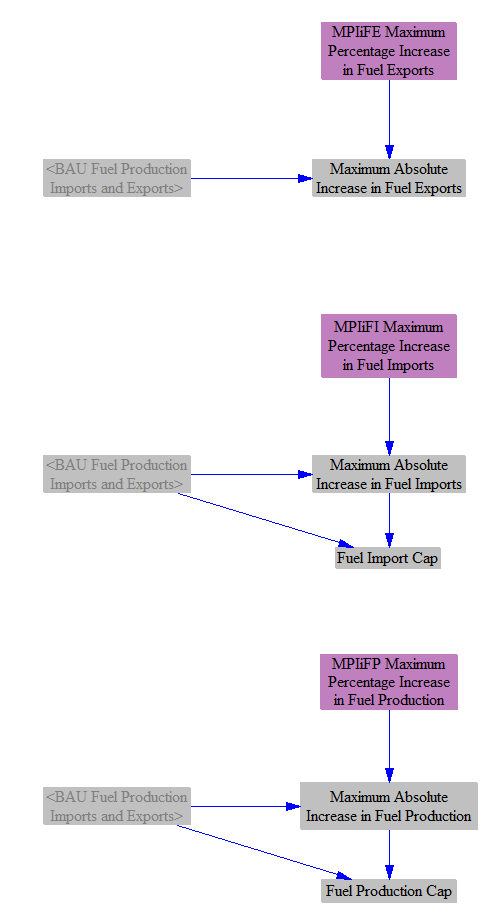 MPIiFE Maximum
Percentage Increase
in Fuel Exports
<BAU Fuel Production
Imports and Exports>
Maximum Absolute
Increase in Fuel Exports
MPIiFI Maximum
Percentage Increase
in Fuel Imports
<BAU Fuel Production
Imports and Exports>
Maximum Absolute
Increase in Fuel Imports
Fuel Import Cap
MPIiFP Maximum
Percentage Increase
in Fuel Production
<BAU Fuel Production
Imports and Exports>
Maximum Absolute
Increase in Fuel Production
Fuel Production Cap